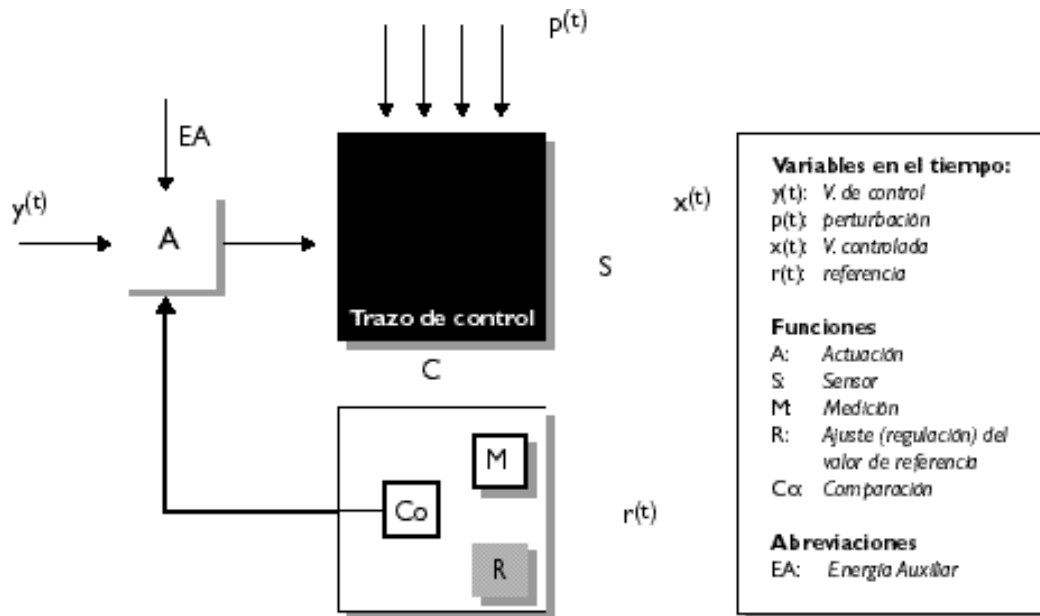 p(t)
EA
y(t)
A
x(t)
S
Trazo de control
C
M
Co
r(t)
R
Variables en el tiempo:
y(t): V. de control
p(t): perturbación
x(t): V. controlada
r(t): referencia
Funciones
A: Actuación
S: Sensor
M: Medición
R: Ajuste (regulación) del
valor de referencia
Co: Comparación
Abreviaciones
EA: Energía Auxiliar